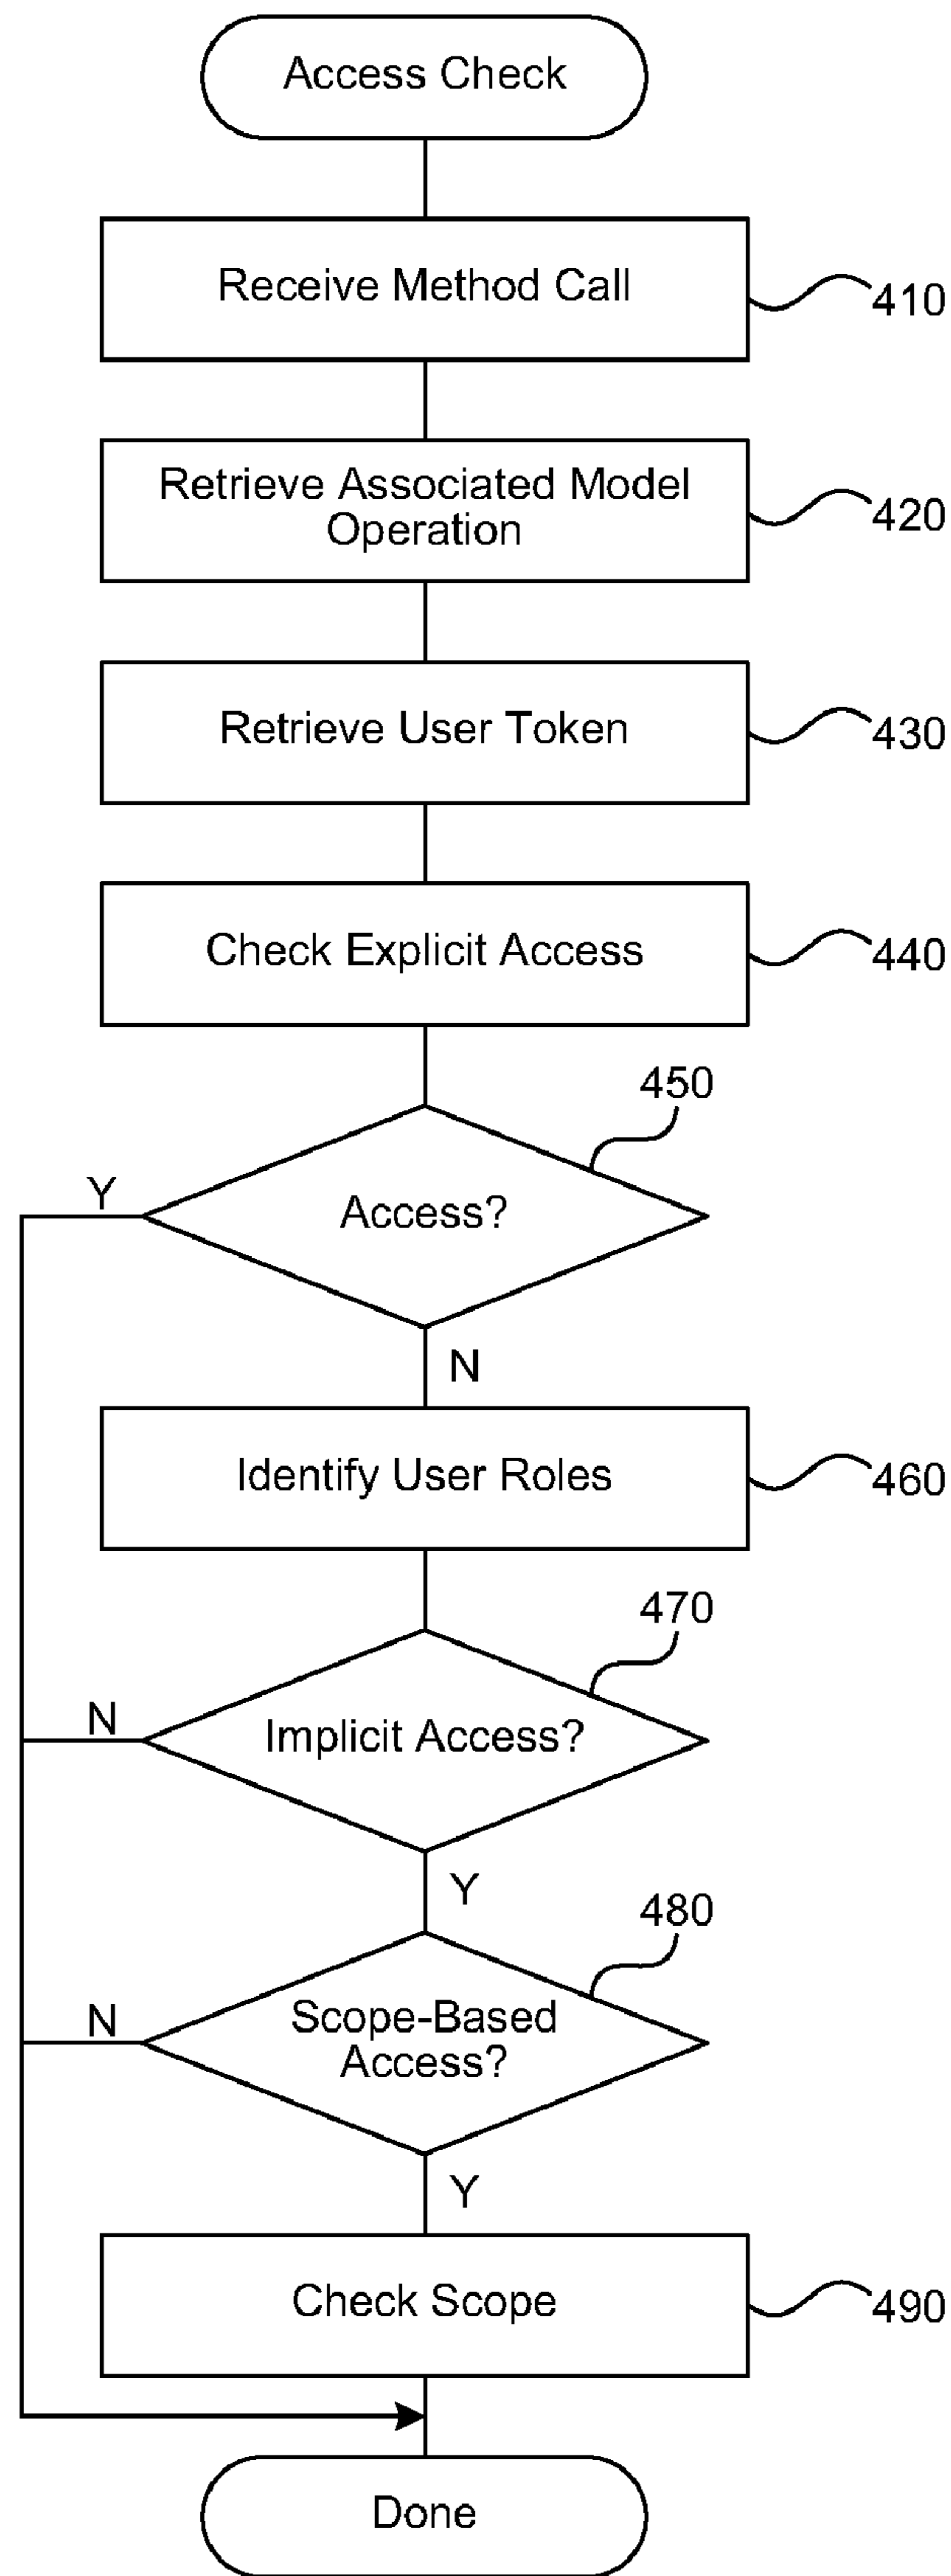 Access Check
Receive Method Call
410
Retrieve Associated Model
Operation
420
Retrieve User Token
430
Check Explicit Access
440
450
Access?
Y
N
Identify User Roles
460
470
Implicit Access?
N
Y
480
Scope-Based
Access?
N
Y
Check Scope
490
Done